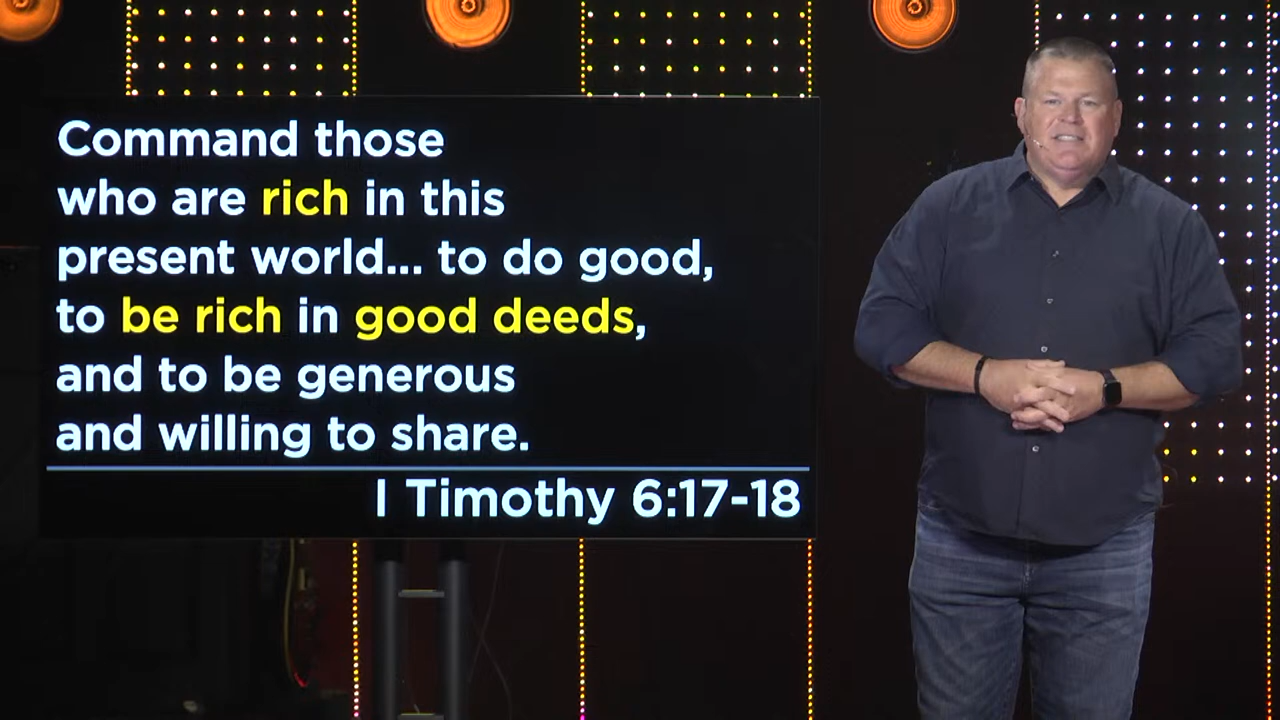 Command those
who are rich in this
present world... to do good,
to be rich in good deeds,
and to be generous
and willing to share.
I Timothy 6:17-18